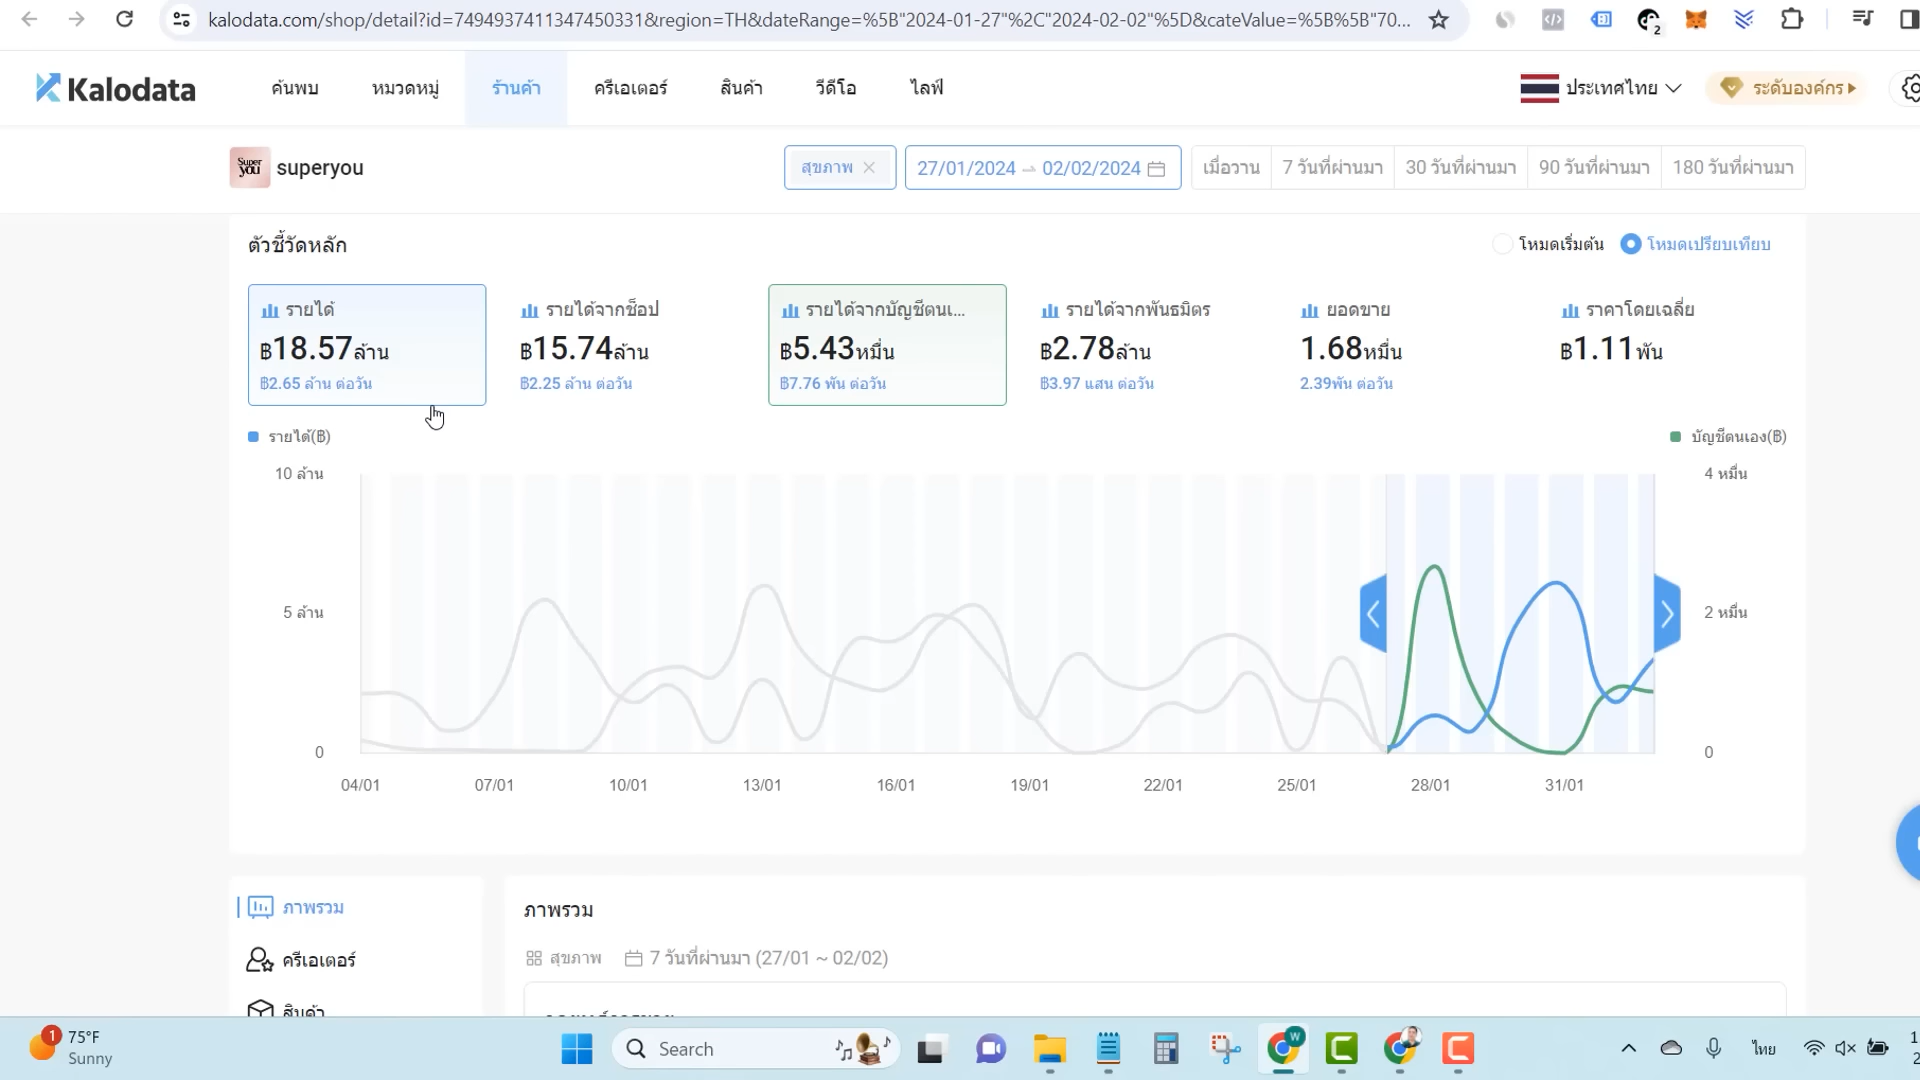 kalodata.com/shop/detail?id=7494937411347450331&region=TH&dateRange=%5B"2024-01-27"%2C"2024-02-02"%5D&cateValue=%5B%5B"70...
2
Kalodata
ค้นพบ
หมวดหมู่
ร้านค้า
ครีเอเตอร์
สินค้า
วีดีโอ
ไลฟ์
ประเทศไทย
ระดับองค์กร
Super you
superyou
สุขภาพ
27/01/2024 → 02/02/2024
เมื่อวาน
7 วันที่ผ่านมา
30 วันที่ผ่านมา
90 วันที่ผ่านมา
180 วันที่ผ่านมา
ตัวชี้วัดหลัก
โหมดเริ่มต้น
โหมดเปรียบเทียบ
รายได้
฿18.57ล้าน
฿2.65 ล้าน ต่อวัน
รายได้จากช็อป
฿15.74ล้าน
฿2.25 ล้าน ต่อวัน
รายได้จากบัญชีตนเ...
฿5.43หมื่น
฿7.76 พัน ต่อวัน
รายได้จากพันธมิตร
฿2.78ล้าน
฿3.97 แสน ต่อวัน
ยอดขาย
1.68หมื่น
2.39พัน ต่อวัน
ราคาโดยเฉลี่ย
฿1.11พัน
รายได้(฿)
บัญชีตนเอง(฿)
10 ล้าน
4 หมื่น
5 ล้าน
2 หมื่น
0
0
04/01
07/01
10/01
13/01
16/01
19/01
22/01
25/01
28/01
31/01
ภาพรวม
ครีเอเตอร์
สินค้า
ภาพรวม
สุขภาพ
7 วันที่ผ่านมา (27/01 ~ 02/02)
1
75°F
Sunny
Search
W
ไทย